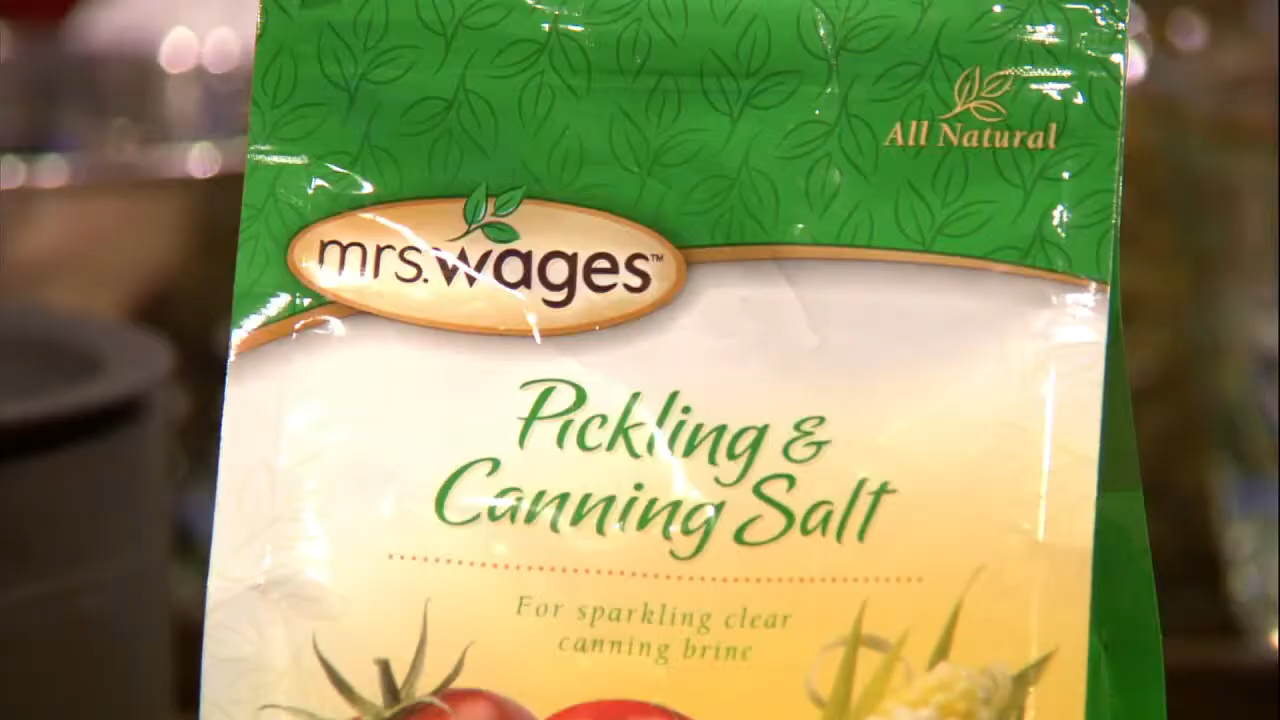 All Natural
mrs.wages™
Pickling &
Canning Salt
For sparkling clear
canning brine